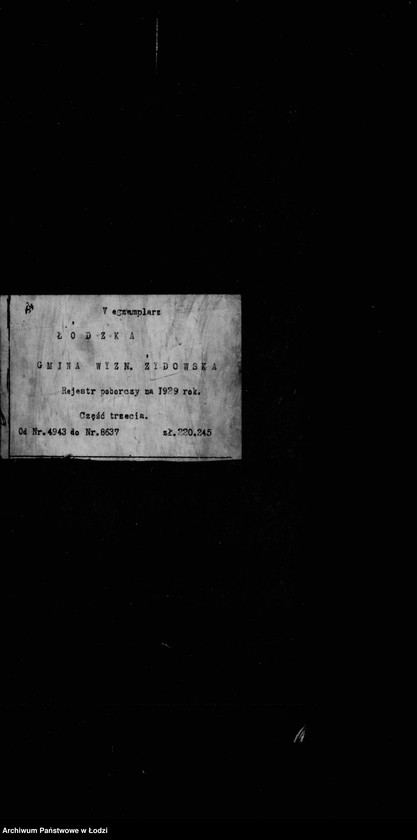 V egzemplarz
ŁÓDZKA
GMINA WYZN. ŻYDOWSKA
Rejestr poborczy na 1929 rok.
Część trzecia.
Od Nr.4943 do Nr.8637 zł.220.245
Archiwum Państwowe w Łodzi